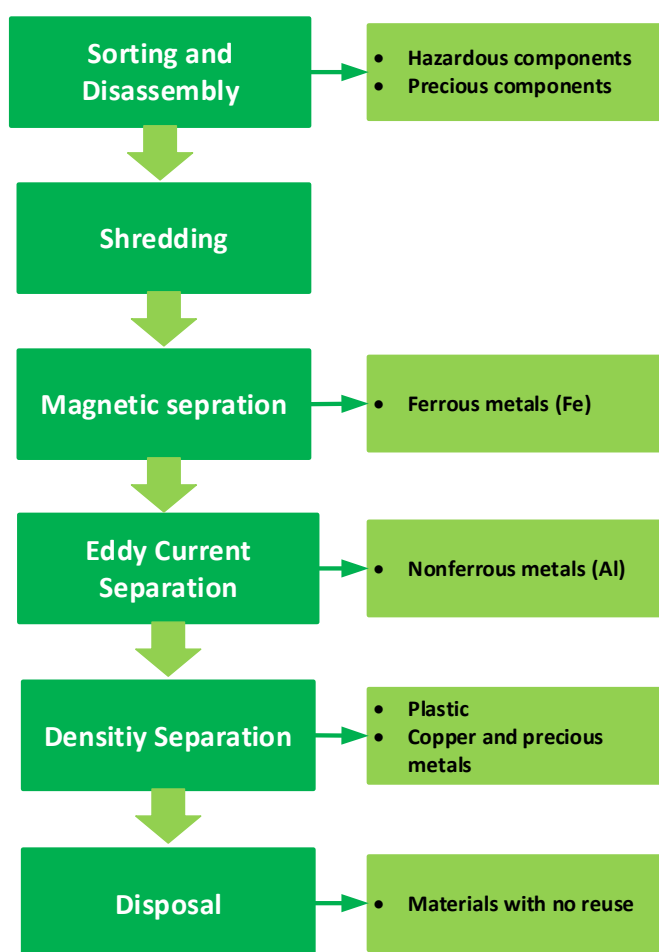 Sorting and
Disassembly
• Hazardous components
• Precious components
Shredding
Magnetic sepration
• Ferrous metals (Fe)
Eddy Current
Separation
• Nonferrous metals (Al)
Densitiy Separation
• Plastic
• Copper and precious
metals
Disposal
• Materials with no reuse